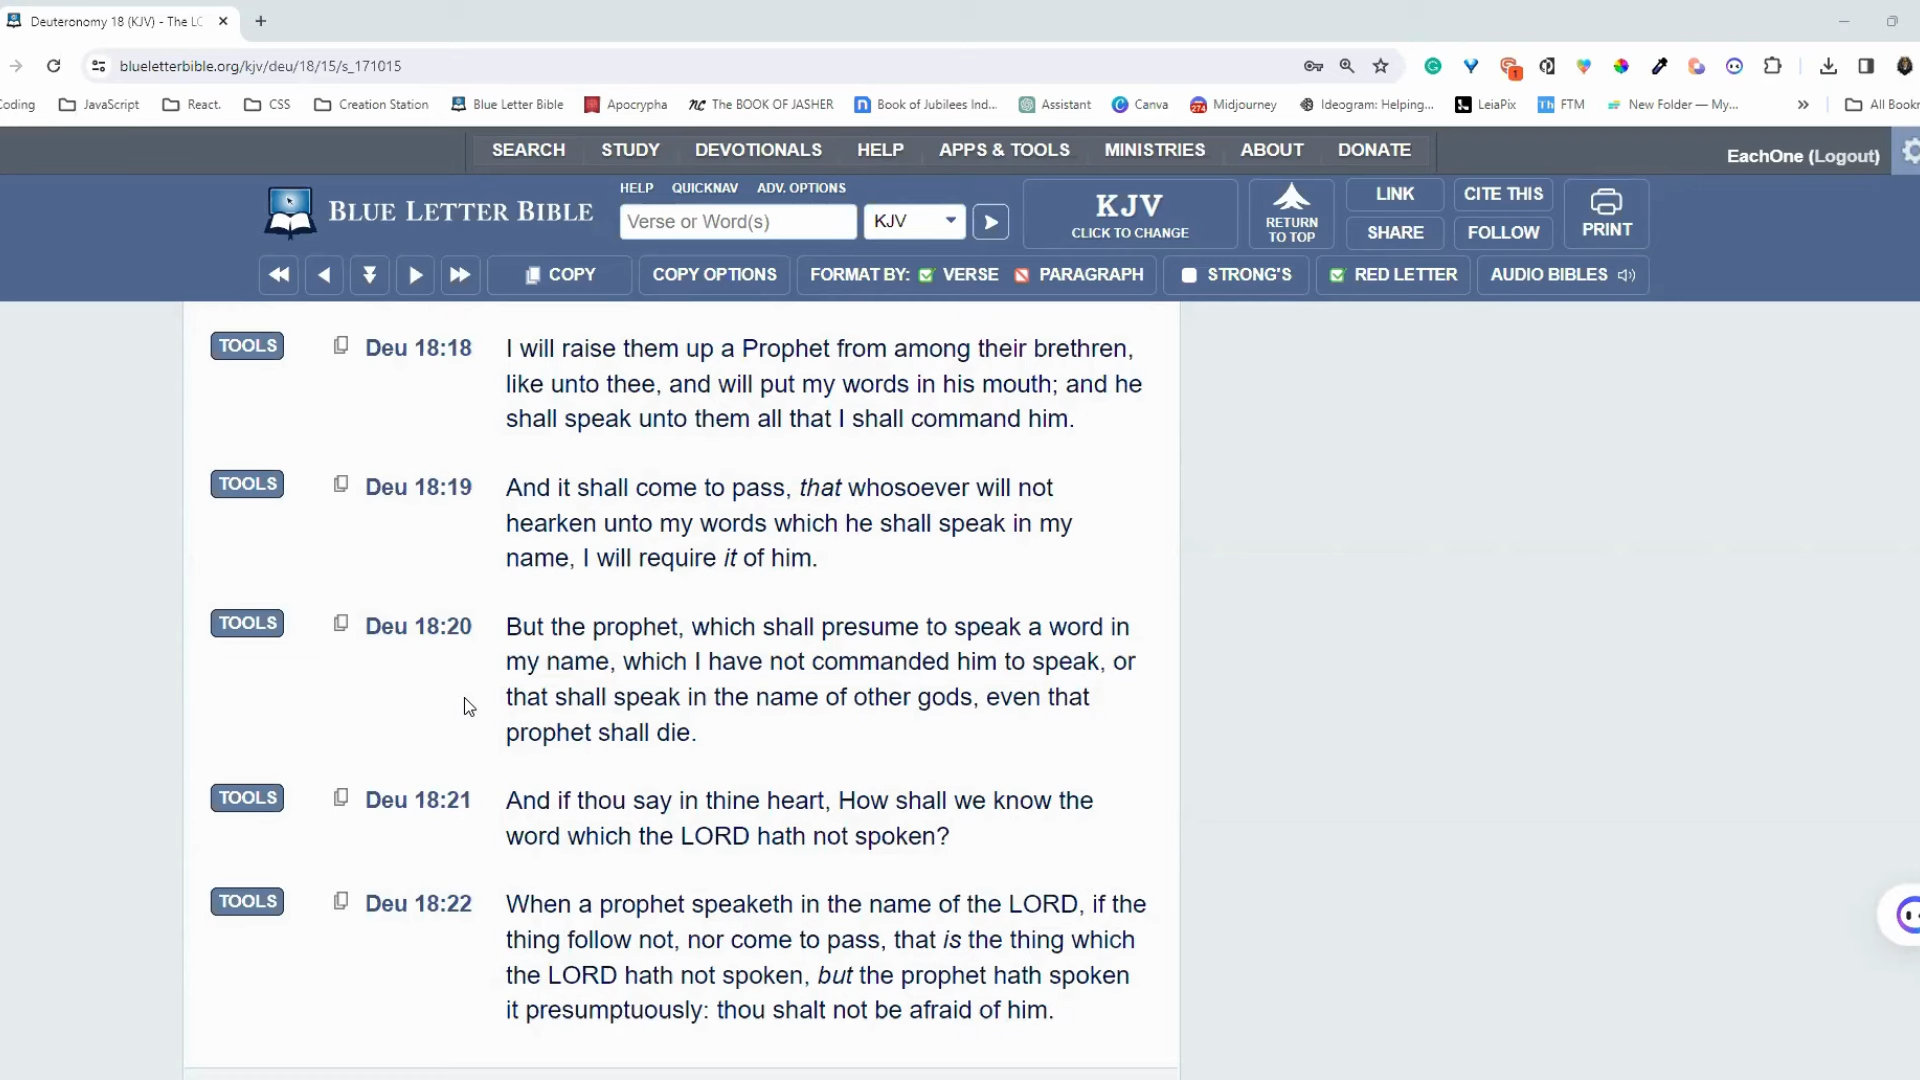 Deuteronomy 18 (KJV) - The LO
blueletterbible.org/kjv/deu/18/15/s_171015
1
Coding JavaScript React. CSS Creation Station Blue Letter Bible Apocrypha The BOOK OF JASHER Book of Jubilees Ind... Assistant Canva 274 Midjourney Ideogram: Helping... LeiaPix Th FTM New Folder — My... » All Bookr
SEARCH STUDY DEVOTIONALS HELP APPS & TOOLS MINISTRIES ABOUT DONATE
EachOne (Logout)
BLUE LETTER BIBLE
HELP QUICKNAV ADV. OPTIONS
Verse or Word(s) KJV
KJV
CLICK TO CHANGE
RETURN
TO TOP
LINK CITE THIS
SHARE FOLLOW
PRINT
COPY COPY OPTIONS FORMAT BY: VERSE PARAGRAPH STRONG'S RED LETTER AUDIO BIBLES
TOOLS Deu 18:18 I will raise them up a Prophet from among their brethren,
like unto thee, and will put my words in his mouth; and he
shall speak unto them all that I shall command him.
TOOLS Deu 18:19 And it shall come to pass, that whosoever will not
hearken unto my words which he shall speak in my
name, I will require it of him.
TOOLS Deu 18:20 But the prophet, which shall presume to speak a word in
my name, which I have not commanded him to speak, or
that shall speak in the name of other gods, even that
prophet shall die.
TOOLS Deu 18:21 And if thou say in thine heart, How shall we know the
word which the LORD hath not spoken?
TOOLS Deu 18:22 When a prophet speaketh in the name of the LORD, if the
thing follow not, nor come to pass, that is the thing which
the LORD hath not spoken, but the prophet hath spoken
it presumptuously: thou shalt not be afraid of him.